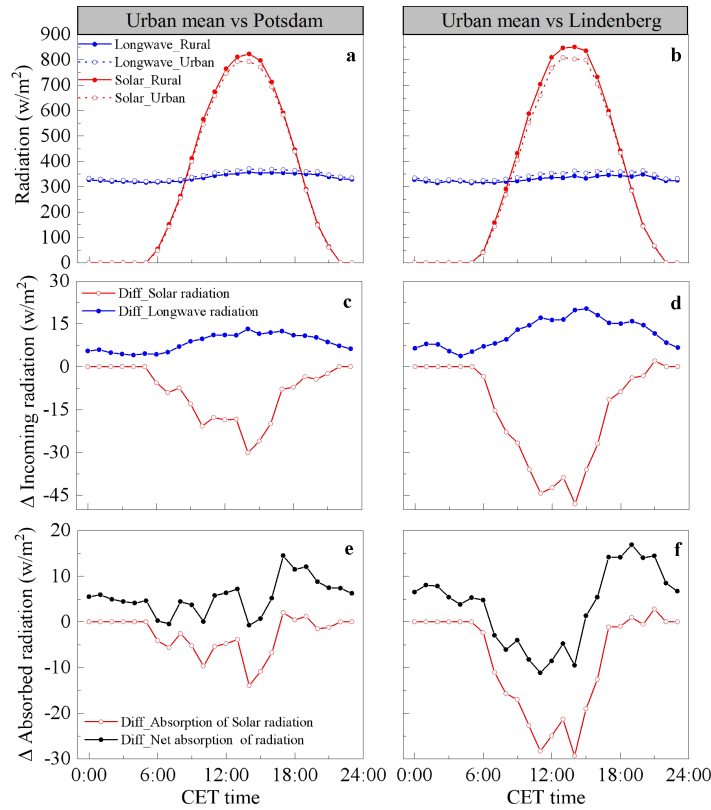 Urban mean vs Potsdam
Urban mean vs Lindenberg
900
800
700
600
500
400
300
200
100
0
Radiation (w/m²)
Longwave_Rural
Longwave_Urban
Solar_Rural
Solar_Urban
a
b
30
15
0
-15
-30
-45
Δ Incoming radiation (w/m²)
Diff_Solar radiation
Diff_Longwave radiation
c
d
20
10
0
-10
-20
-30
Δ Absorbed radiation (w/m²)
e
f
Diff_Absorption of Solar radiation
Diff_Net absorption of radiation
0:00 6:00 12:00 18:00 24:00
0:00 6:00 12:00 18:00 24:00
CET time
CET time